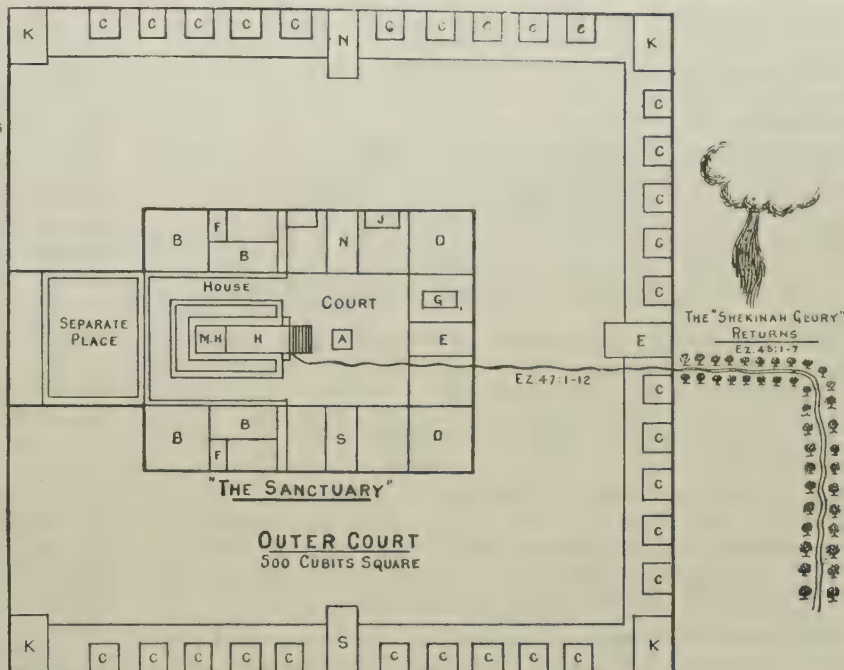 K C C C C C N C C C C C K
C
C
C
C
C
B F B N J D
HOUSE COURT G
SEPARATE
PLACE
M.H H A E E
THE "SHEKINAH GLORY"
RETURNS
EZ.43:1-7
EZ.47:1-12
B B F S D
"THE SANCTUARY"
OUTER COURT
500 CUBITS SQUARE
C
C
C
C
C
K C C C C C S C C C C C K